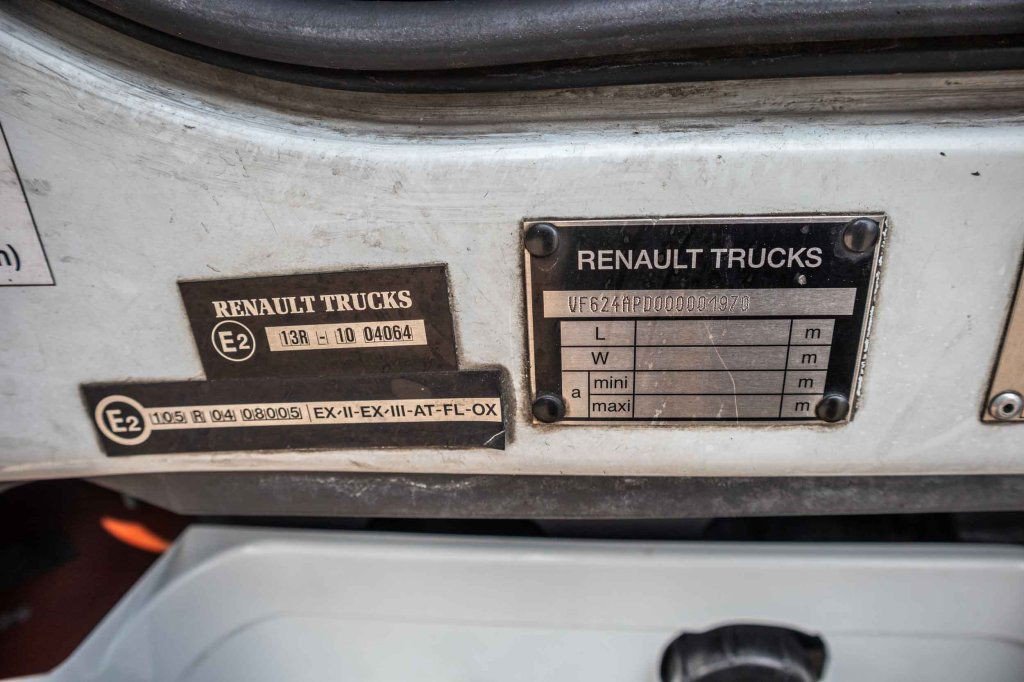 RENAULT TRUCKS
E2 13R - 10 04064
E2 105 R 04 08005 EX-II-EX-III-AT-FL-OX
RENAULT TRUCKS
VF624APD000001970
L m
W m
a mini m
maxi m